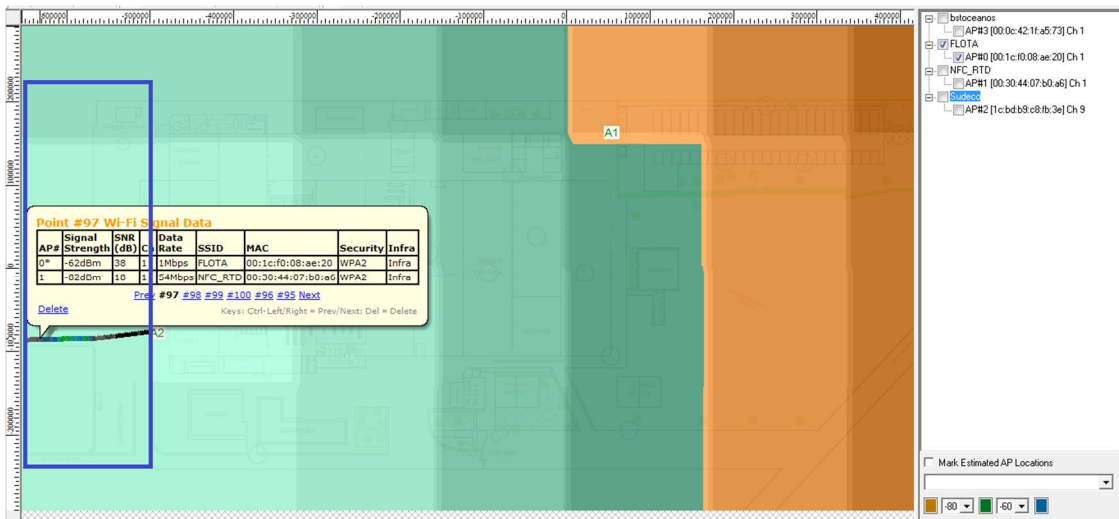 600000 -500000 -400000 -300000 -200000 -100000 0 100000 200000 300000 400000
200000
100000
0
-100000
-200000
A1
A2
Point #97 Wi-Fi Signal Data
AP# Signal Strength SNR (dB) Data Rate SSID MAC Security Infra
0* -62dBm 38 1 1Mbps FLOTA 00:1c:f0:08:ae:20 WPA2 Infra
1 -82dBm 18 1 54Mbps NFC_RTD 00:30:44:07:b0:a6 WPA2 Infra
Prev #97 #98 #99 #100 #96 #95 Next
Delete
Keys: Ctrl-Left/Right = Prev/Next; Del = Delete
bstoceanos
AP#3 [00:0c:42:1f:a5:73] Ch 1
FLOTA
AP#0 [00:1c:f0:08:ae:20] Ch 1
NFC_RTD
AP#1 [00:30:44:07:b0:a6] Ch 1
Sudeco
AP#2 [1c:bd:b9:c8:fb:3e] Ch 9
Mark Estimated AP Locations
-80
-60